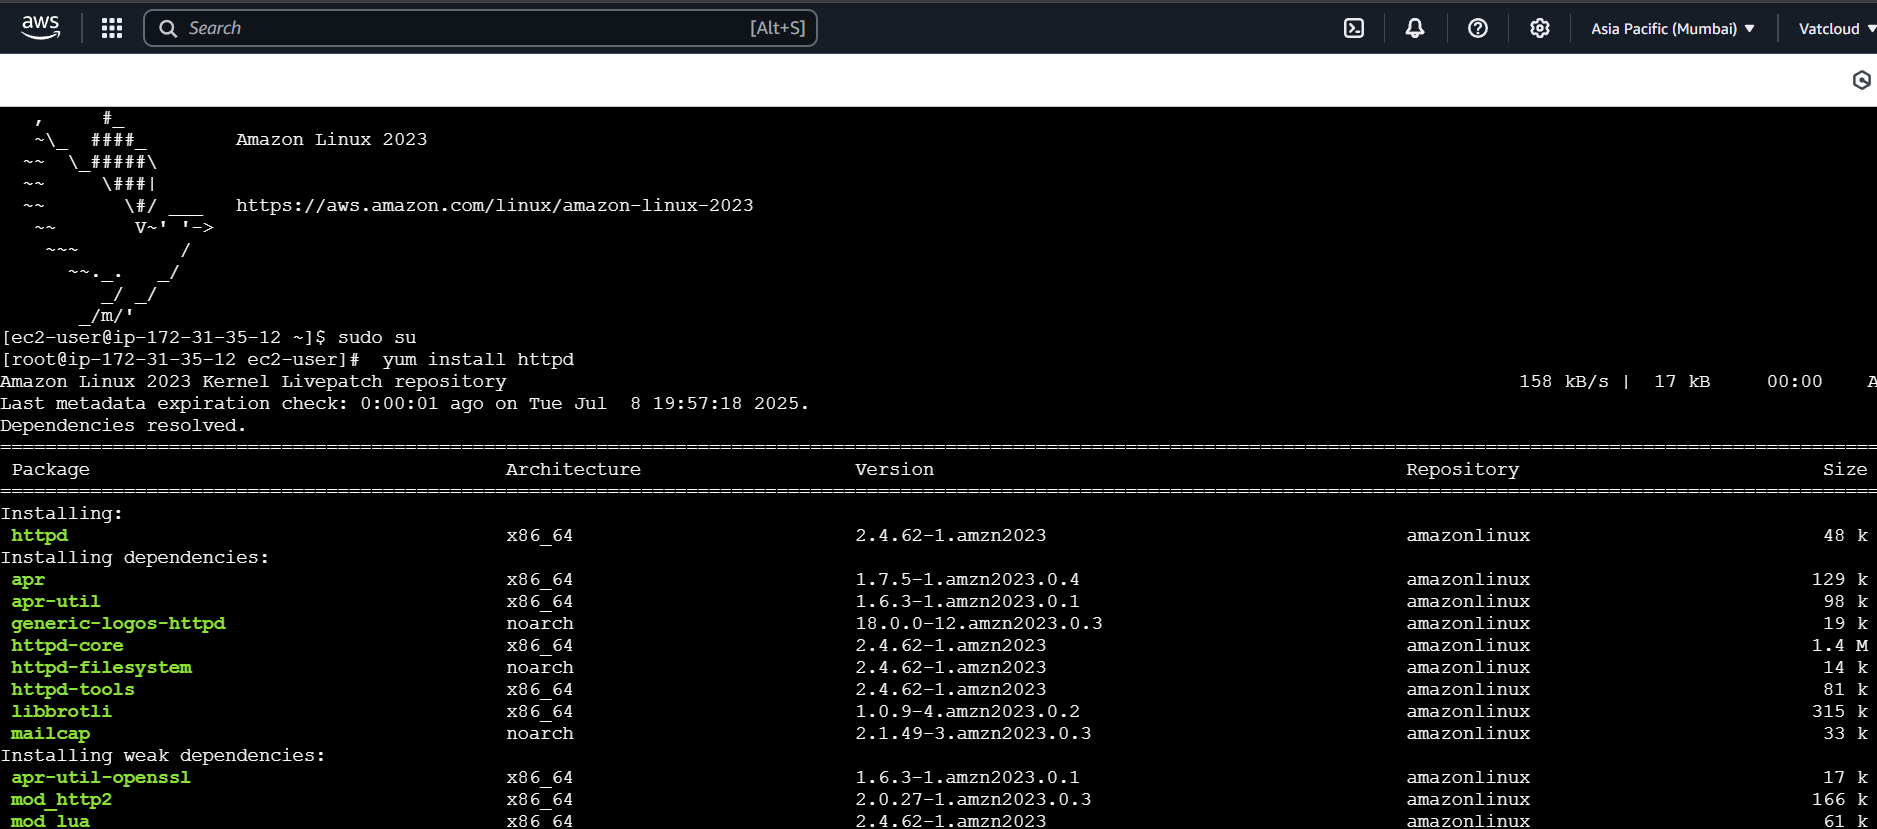 aws Search [Alt+S] Asia Pacific (Mumbai) Vatcloud
   ,     #_
   ~\_  ####_        Amazon Linux 2023
  ~~  \_#####\
  ~~     \###|
  ~~       \#/ ___   https://aws.amazon.com/linux/amazon-linux-2023
   ~~       V~' '->
    ~~~         /
      ~~._.   _/
         _/ _/
       _/m/'
[ec2-user@ip-172-31-35-12 ~]$ sudo su
[root@ip-172-31-35-12 ec2-user]#  yum install httpd
Amazon Linux 2023 Kernel Livepatch repository 158 kB/s | 17 kB 00:00 A
Last metadata expiration check: 0:00:01 ago on Tue Jul  8 19:57:18 2025.
Dependencies resolved.
Package Architecture Version Repository Size
Installing:
httpd x86_64 2.4.62-1.amzn2023 amazonlinux 48 k
Installing dependencies:
apr x86_64 1.7.5-1.amzn2023.0.4 amazonlinux 129 k
apr-util x86_64 1.6.3-1.amzn2023.0.1 amazonlinux 98 k
generic-logos-httpd noarch 18.0.0-12.amzn2023.0.3 amazonlinux 19 k
httpd-core x86_64 2.4.62-1.amzn2023 amazonlinux 1.4 M
httpd-filesystem noarch 2.4.62-1.amzn2023 amazonlinux 14 k
httpd-tools x86_64 2.4.62-1.amzn2023 amazonlinux 81 k
libbrotli x86_64 1.0.9-4.amzn2023.0.2 amazonlinux 315 k
mailcap noarch 2.1.49-3.amzn2023.0.3 amazonlinux 33 k
Installing weak dependencies:
apr-util-openssl x86_64 1.6.3-1.amzn2023.0.1 amazonlinux 17 k
mod_http2 x86_64 2.0.27-1.amzn2023.0.3 amazonlinux 166 k
mod_lua x86_64 2.4.62-1.amzn2023 amazonlinux 61 k